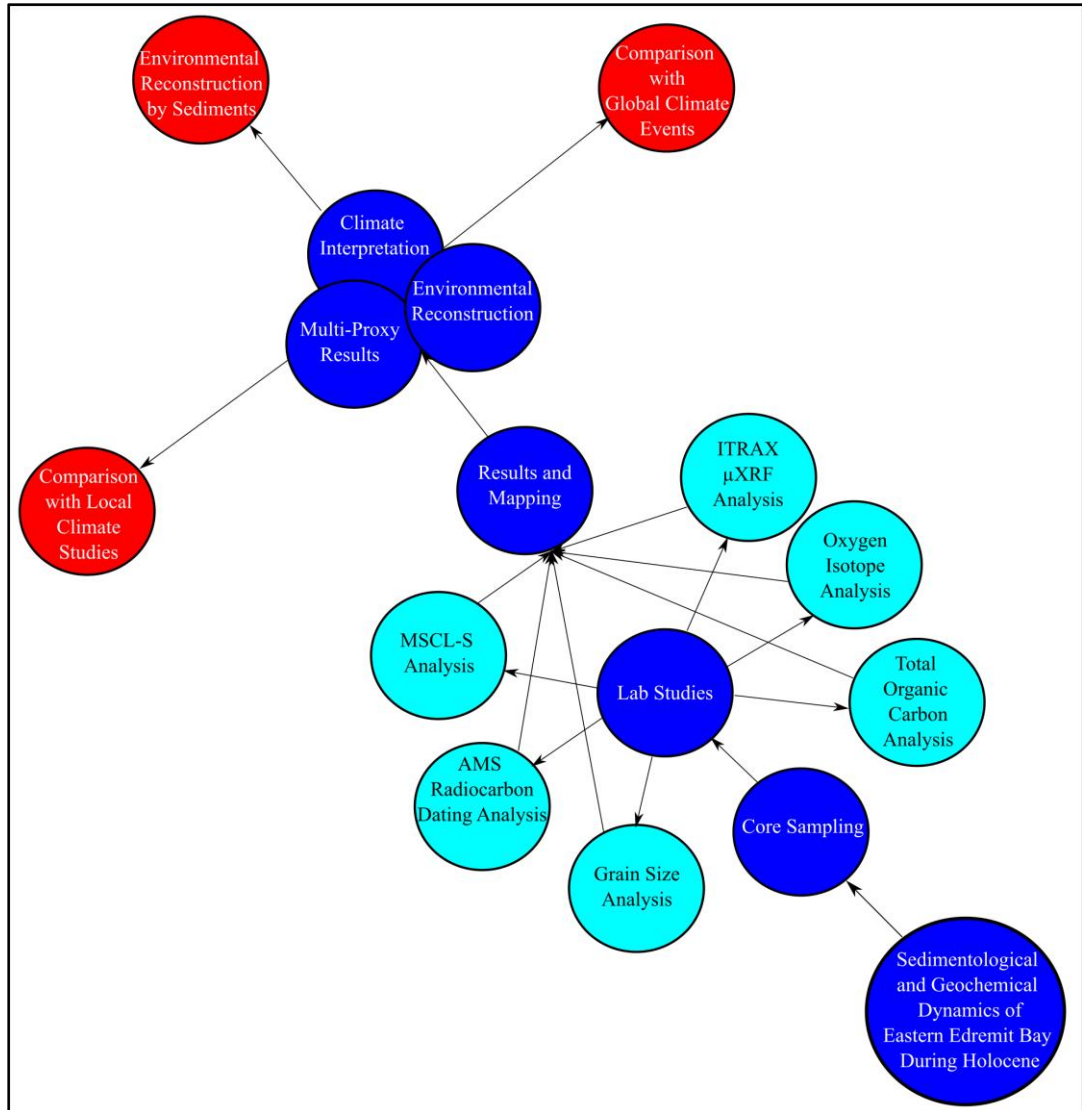 Environmental
Reconstruction
by Sediments
Comparison
with
Global Climate
Events
Climate
Interpretation
Environmental
Reconstruction
Multi-Proxy
Results
Comparison
with Local
Climate
Studies
Results and
Mapping
ITRAX
µXRF
Analysis
Oxygen
Isotope
Analysis
MSCL-S
Analysis
Lab Studies
Total
Organic
Carbon
Analysis
AMS
Radiocarbon
Dating Analysis
Grain Size
Analysis
Core Sampling
Sedimentological
and Geochemical
Dynamics of
Eastern Edremit Bay
During Holocene